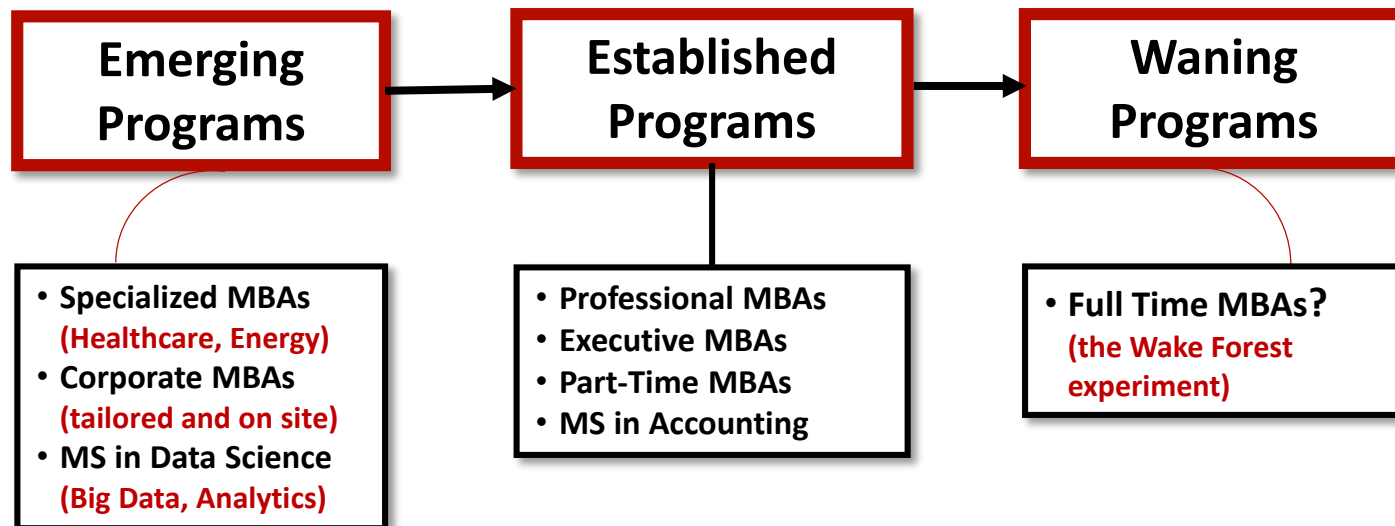 Emerging
Programs
Established
Programs
Waning
Programs
• Specialized MBAs
(Healthcare, Energy)
• Corporate MBAs
(tailored and on site)
• MS in Data Science
(Big Data, Analytics)
• Professional MBAs
• Executive MBAs
• Part-Time MBAs
• MS in Accounting
• Full Time MBAs?
(the Wake Forest
experiment)